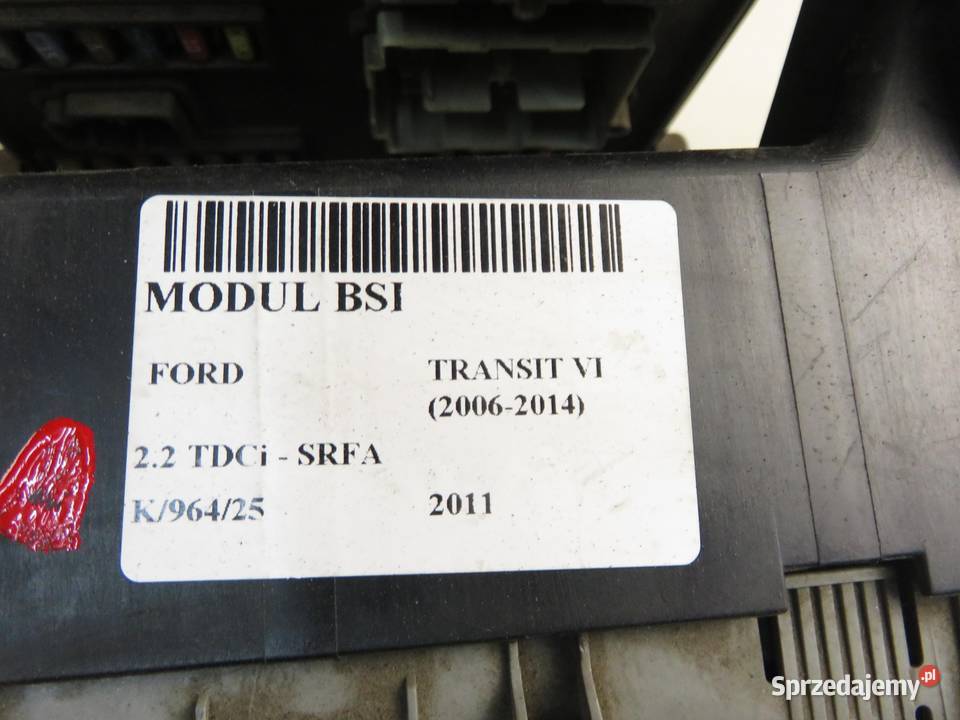 MODUL BSI
FORD TRANSIT VI
(2006-2014)
2.2 TDCi - SRFA
K/964/25 2011
Sprzedajemy.pl